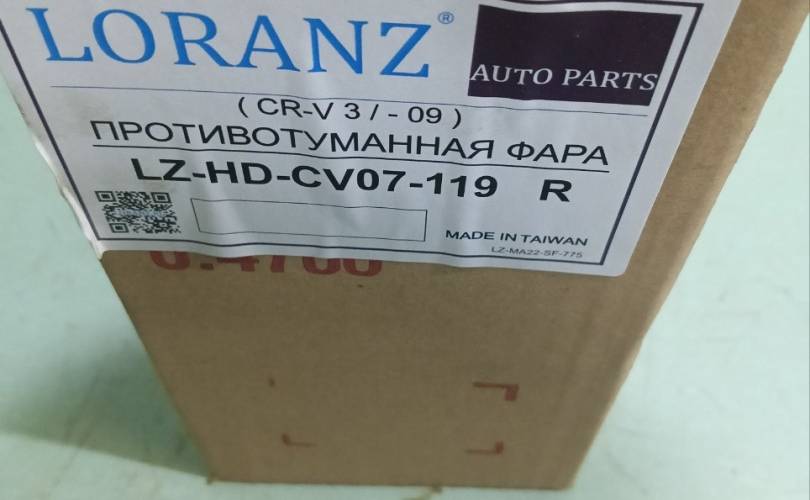 LORANZ®
AUTO PARTS
( CR-V 3 / - 09 )
ПРОТИВОТУМАННАЯ ФАРА
LZ-HD-CV07-119 R
MADE IN TAIWAN
LZ-MA22-SF-775